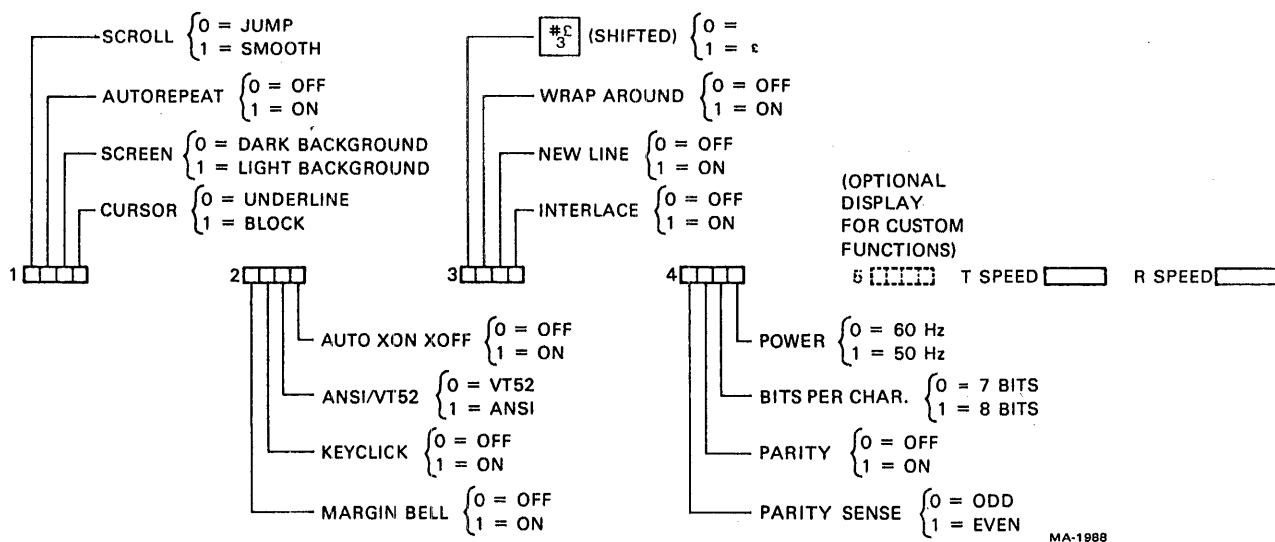 SCROLL { 0 = JUMP
1 = SMOOTH
AUTOREPEAT { 0 = OFF
1 = ON
SCREEN { 0 = DARK BACKGROUND
1 = LIGHT BACKGROUND
CURSOR { 0 = UNDERLINE
1 = BLOCK
#£
3
(SHIFTED) { 0 =
1 = £
WRAP AROUND { 0 = OFF
1 = ON
NEW LINE { 0 = OFF
1 = ON
INTERLACE { 0 = OFF
1 = ON
(OPTIONAL
DISPLAY
FOR CUSTOM
FUNCTIONS)
1 2 3 4 5 T SPEED R SPEED
AUTO XON XOFF { 0 = OFF
1 = ON
ANSI/VT52 { 0 = VT52
1 = ANSI
KEYCLICK { 0 = OFF
1 = ON
MARGIN BELL { 0 = OFF
1 = ON
POWER { 0 = 60 Hz
1 = 50 Hz
BITS PER CHAR. { 0 = 7 BITS
1 = 8 BITS
PARITY { 0 = OFF
1 = ON
PARITY SENSE { 0 = ODD
1 = EVEN
MA-1988